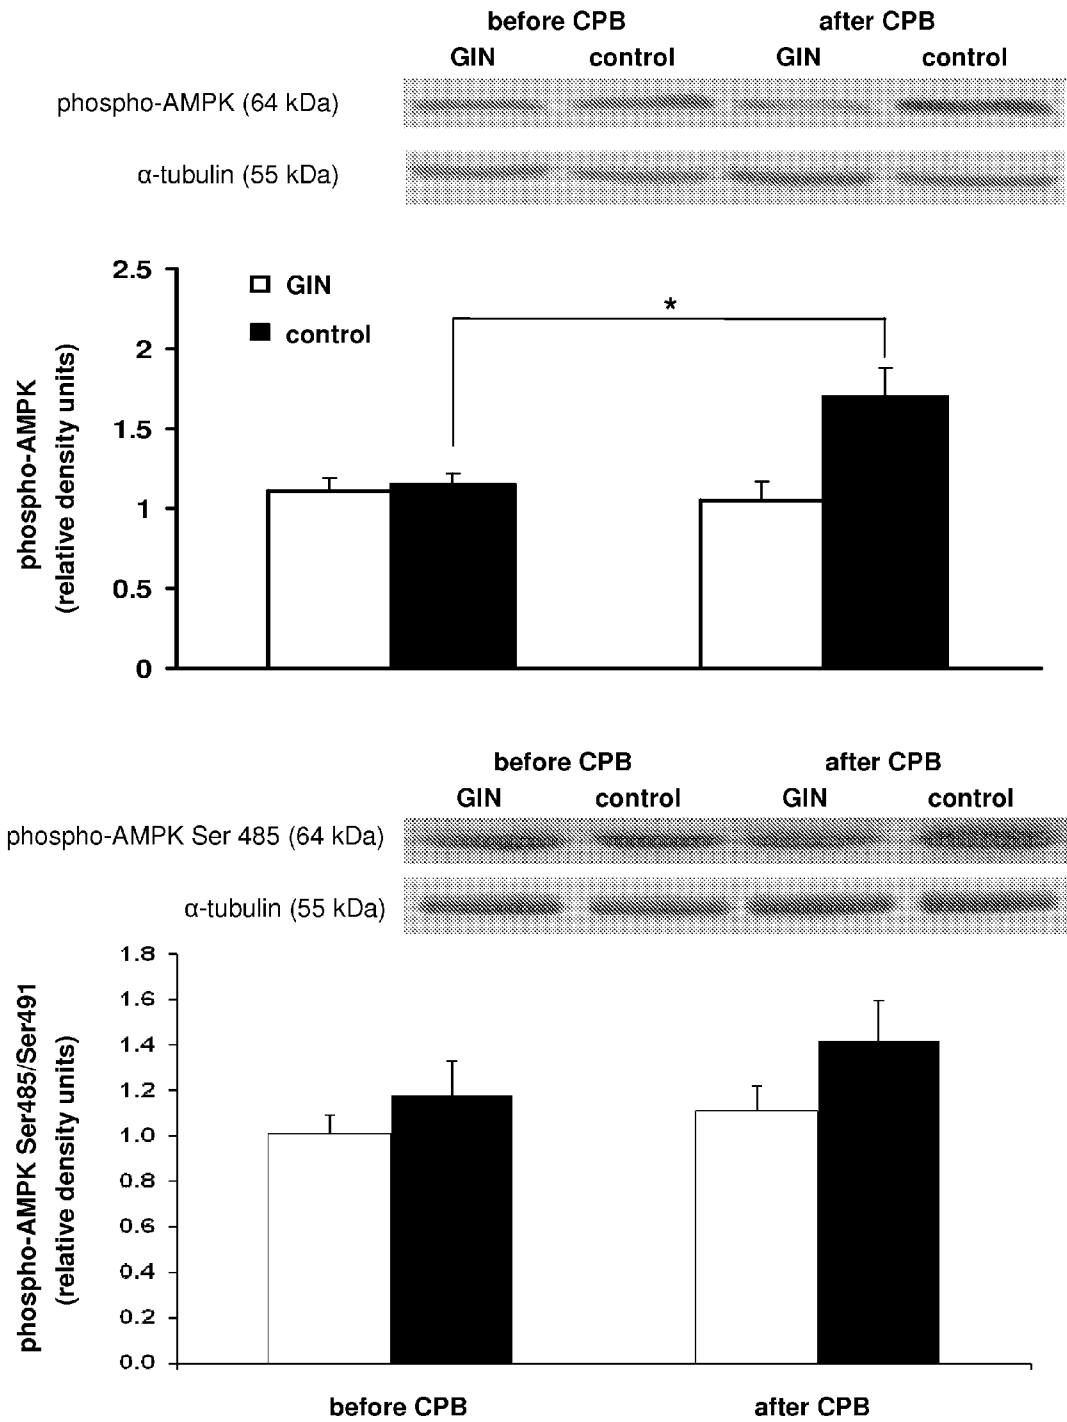 before CPB after CPB
GIN control GIN control
phospho-AMPK (64 kDa)
α-tubulin (55 kDa)
2.5
2
1.5
1
0.5
0
phospho-AMPK
(relative density units)
GIN
control
*
before CPB after CPB
GIN control GIN control
phospho-AMPK Ser 485 (64 kDa)
α-tubulin (55 kDa)
1.8
1.6
1.4
1.2
1.0
0.8
0.6
0.4
0.2
0.0
phospho-AMPK Ser485/Ser491
(relative density units)
before CPB after CPB